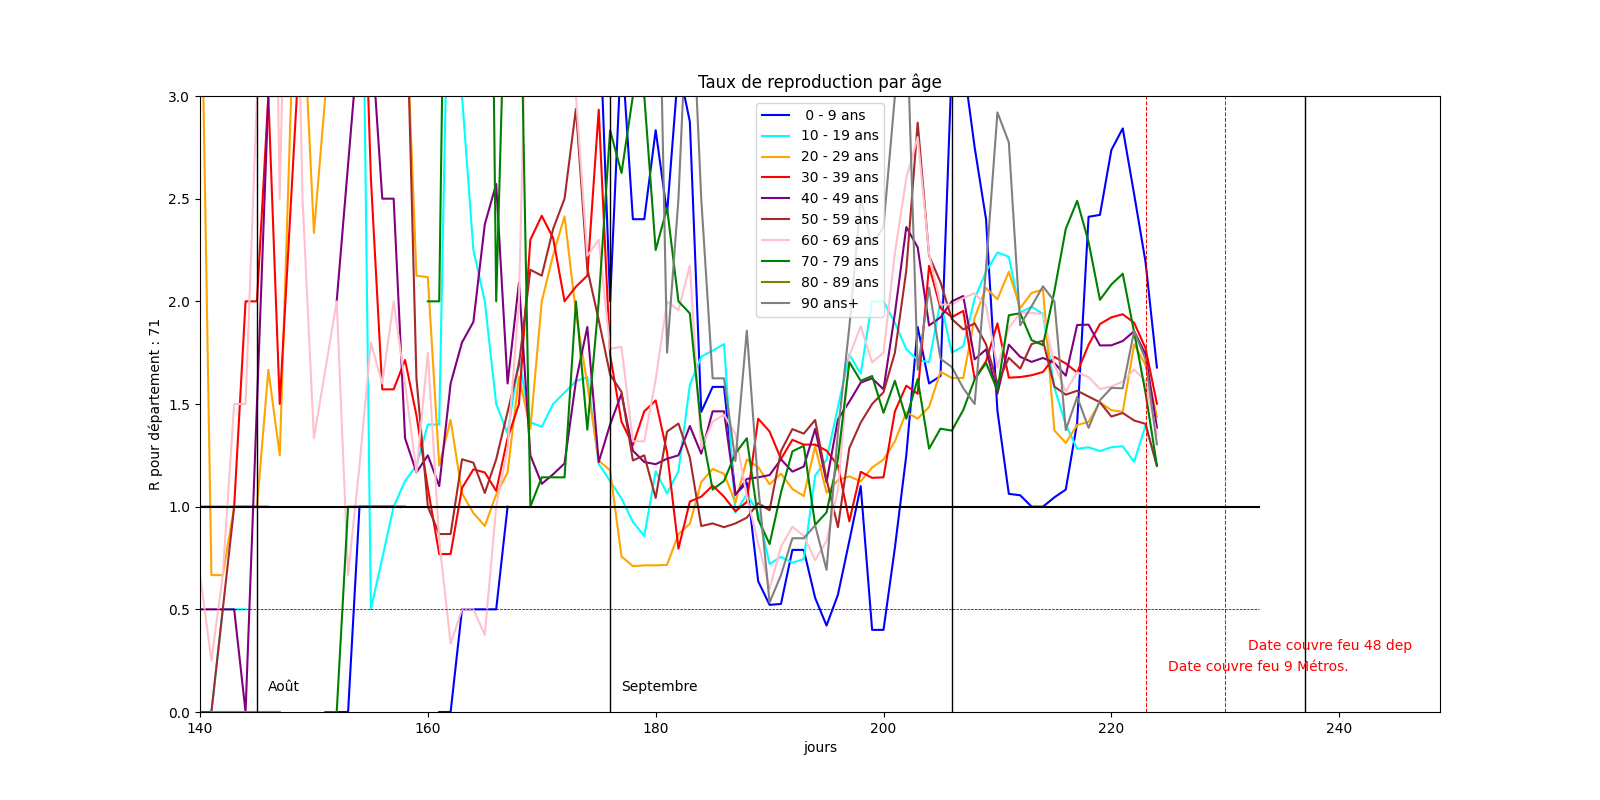 Taux de reproduction par âge
R pour département : 71
3.0
2.5
2.0
1.5
1.0
0.5
0.0
0 - 9 ans
10 - 19 ans
20 - 29 ans
30 - 39 ans
40 - 49 ans
50 - 59 ans
60 - 69 ans
70 - 79 ans
80 - 89 ans
90 ans+
Date couvre feu 48 dep
Date couvre feu 9 Métros.
Août
Septembre
140
160
180
200
220
240
jours